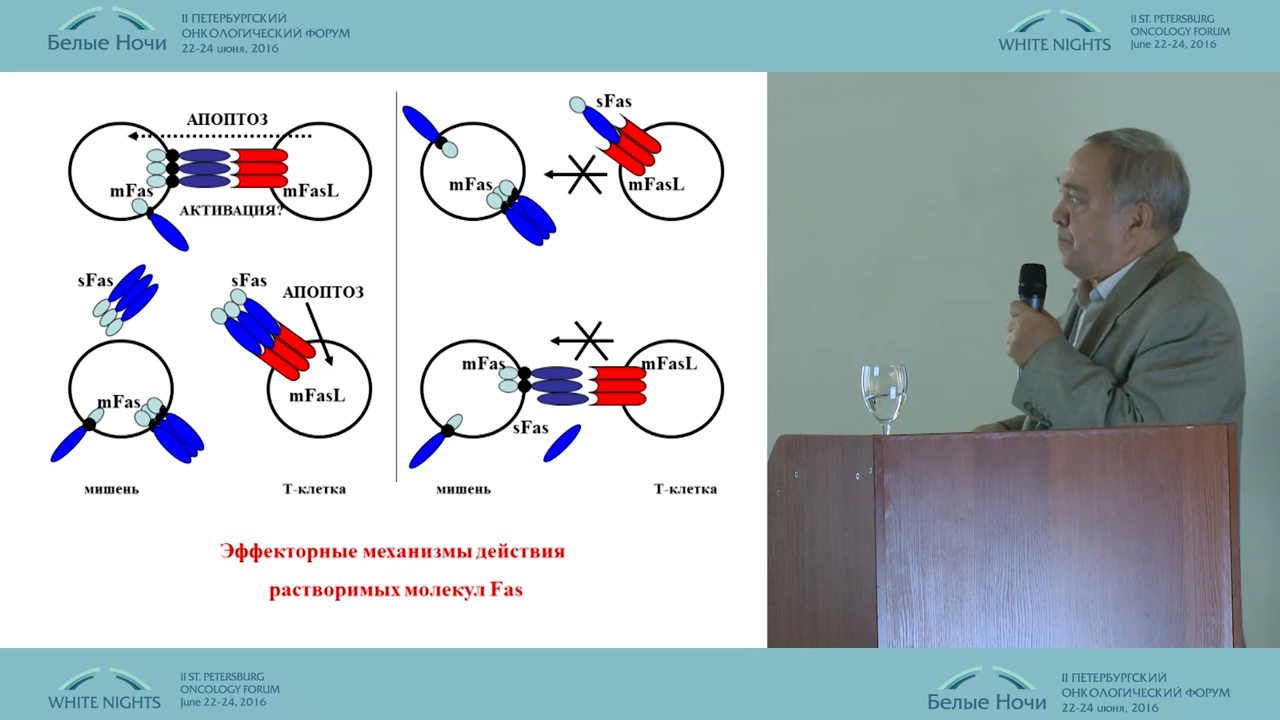 Белые Ночи
II ПЕТЕРБУРГСКИЙ
ОНКОЛОГИЧЕСКИЙ ФОРУМ
22-24 июня, 2016
WHITE NIGHTS
II ST. PETERSBURG
ONCOLOGY FORUM
June 22-24, 2016
АПОПТОЗ
mFas
mFasL
АКТИВАЦИЯ?
sFas
mFas
mFasL
sFas
sFas
АПОПТОЗ
mFas
mFasL
mFas
mFasL
sFas
мишень
Т-клетка
мишень
Т-клетка
Эффекторные механизмы действия
растворимых молекул Fas
WHITE NIGHTS
II ST. PETERSBURG
ONCOLOGY FORUM
June 22-24, 2016
Белые Ночи
II ПЕТЕРБУРГСКИЙ
ОНКОЛОГИЧЕСКИЙ ФОРУМ
22-24 июня, 2016